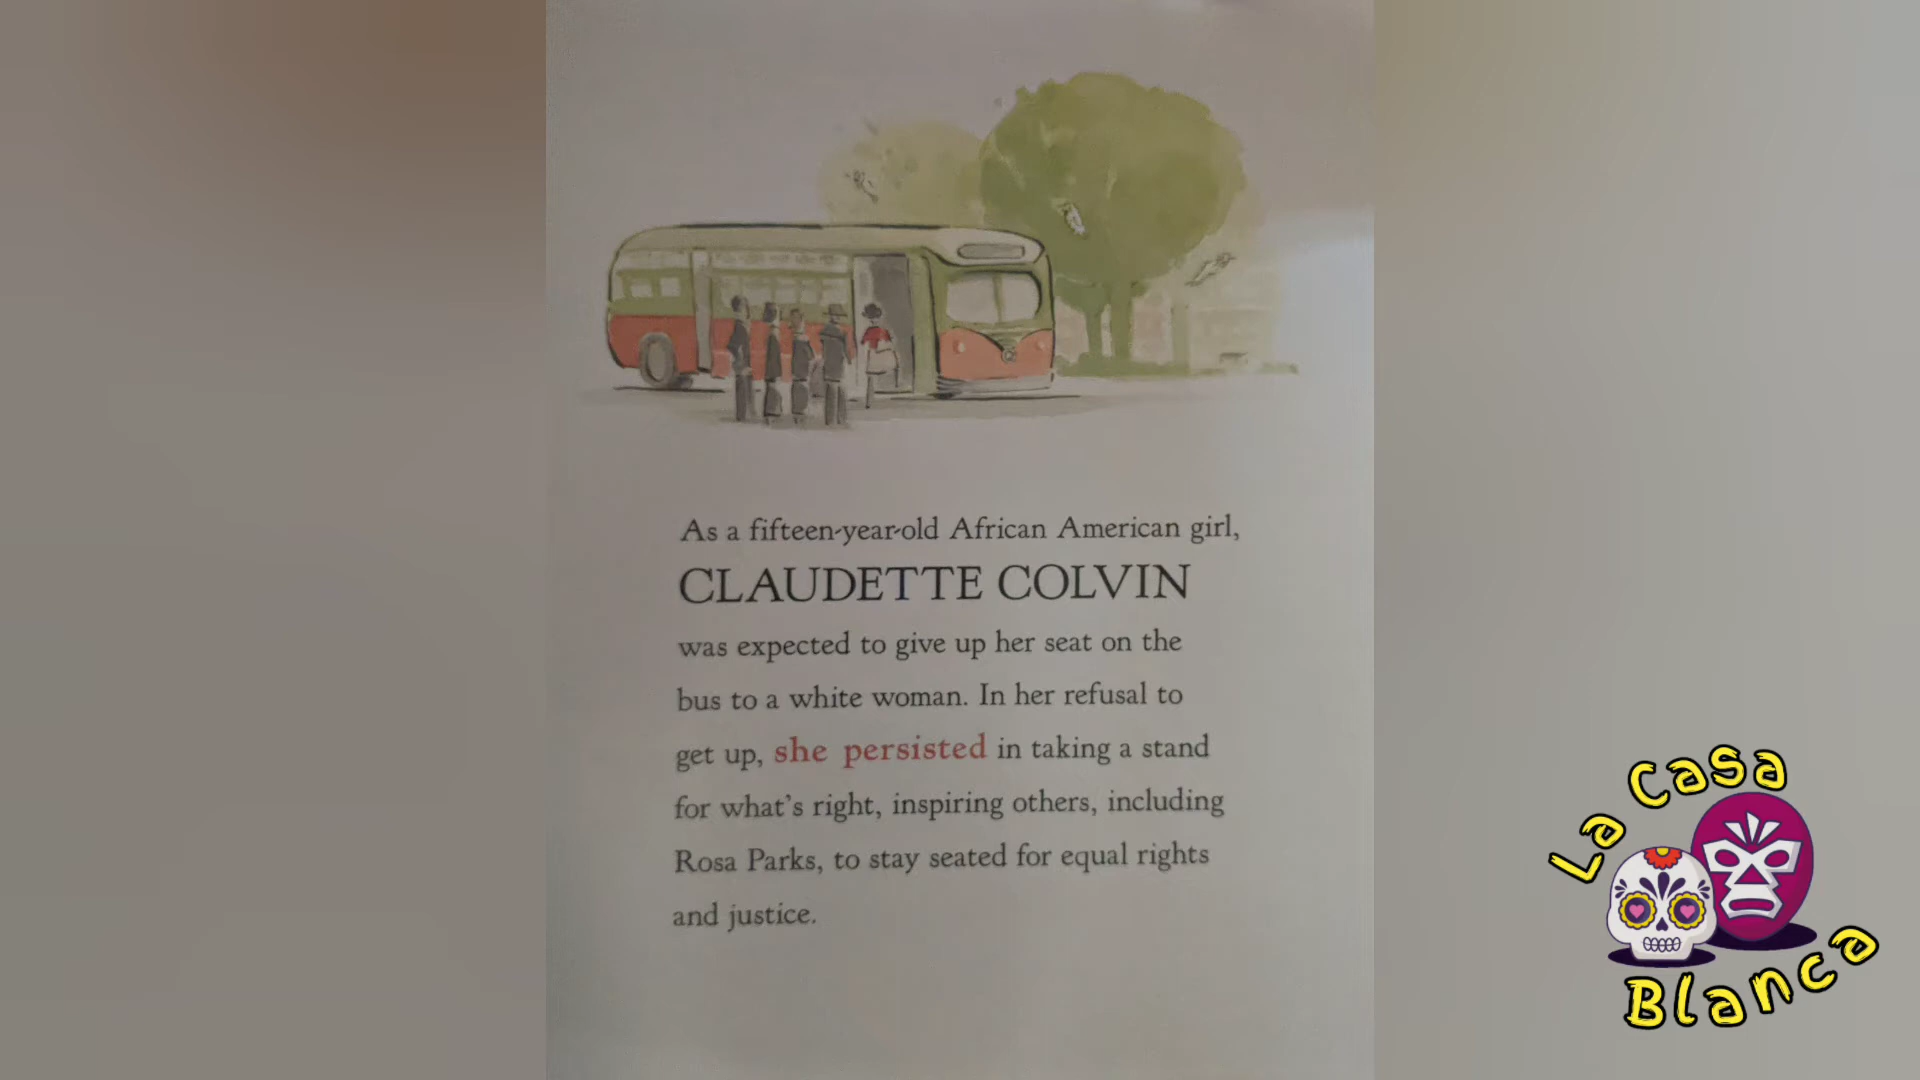 As a fifteen-year-old African American girl,
CLAUDETTE COLVIN
was expected to give up her seat on the
bus to a white woman. In her refusal to
get up, she persisted in taking a stand
for what's right, inspiring others, including
Rosa Parks, to stay seated for equal rights
and justice.
La Casa
Blanca